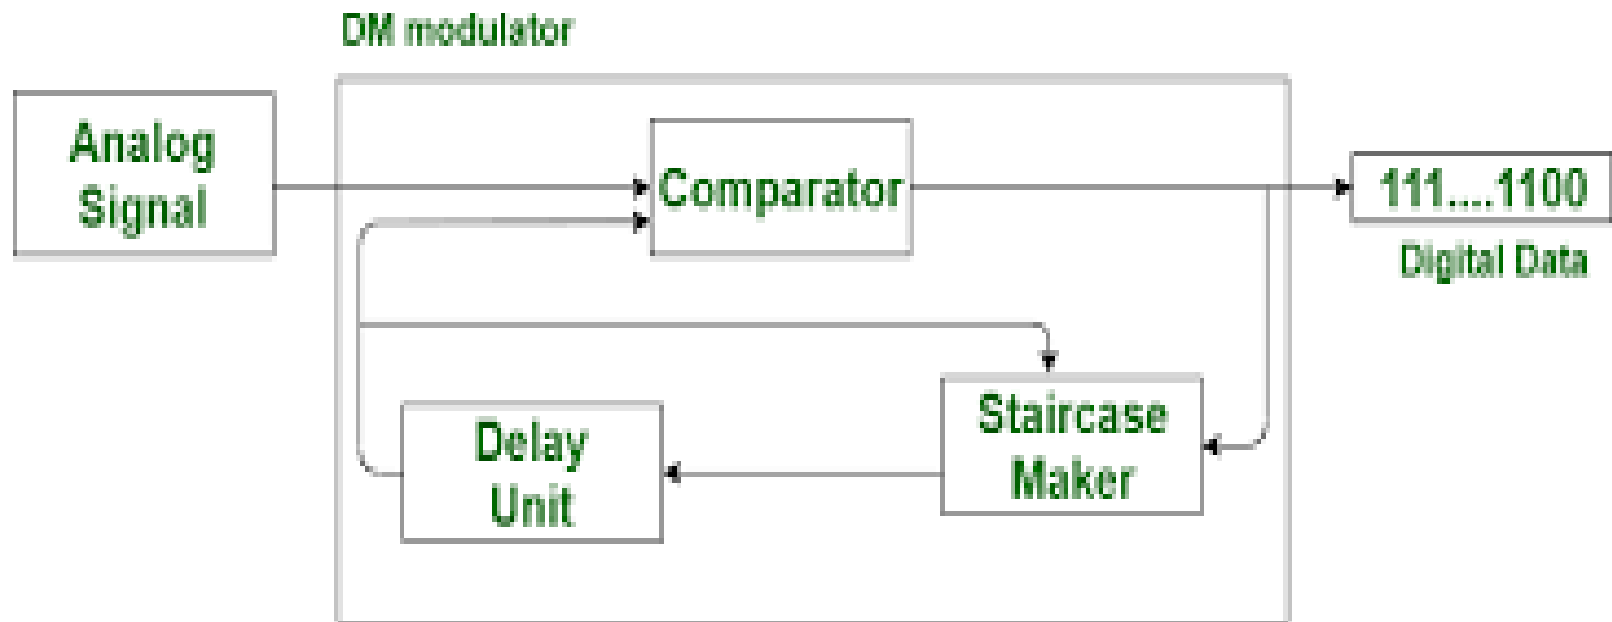 DM modulator
Analog
Signal
Comparator
111....1100
Digital Data
Staircase
Maker
Delay
Unit